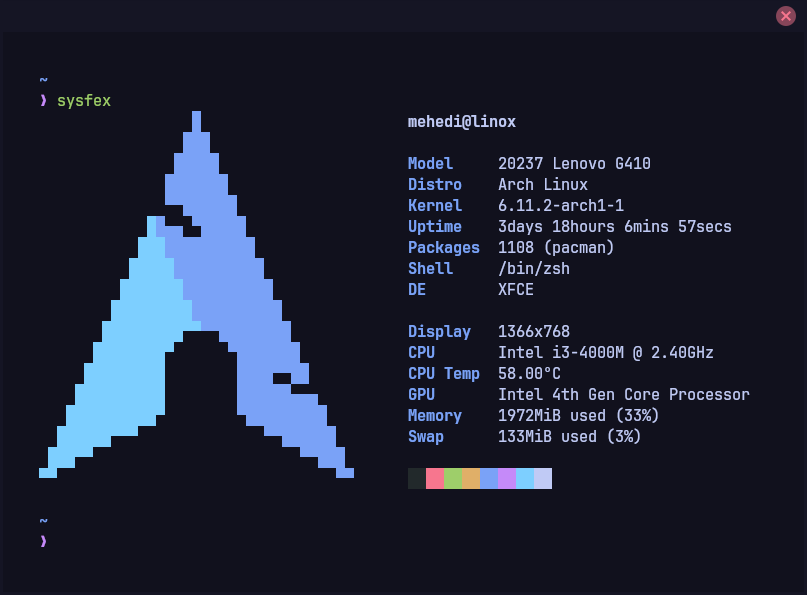 ~
❯ sysfex
mehedi@linox
Model 20237 Lenovo G410
Distro Arch Linux
Kernel 6.11.2-arch1-1
Uptime 3days 18hours 6mins 57secs
Packages 1108 (pacman)
Shell /bin/zsh
DE XFCE
Display 1366x768
CPU Intel i3-4000M @ 2.40GHz
CPU Temp 58.00°C
GPU Intel 4th Gen Core Processor
Memory 1972MiB used (33%)
Swap 133MiB used (3%)
~
❯